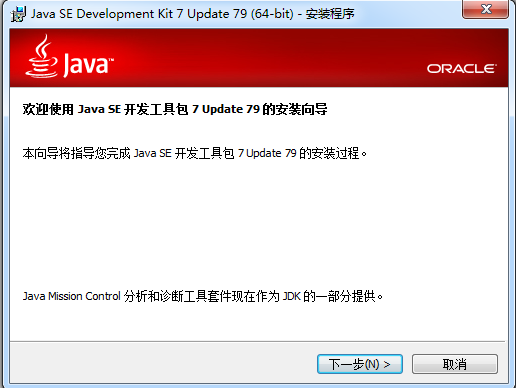 Java SE Development Kit 7 Update 79 (64-bit) - 安装程序
Java™
ORACLE
欢迎使用 Java SE 开发工具包 7 Update 79 的安装向导
本向导将指导您完成 Java SE 开发工具包 7 Update 79 的安装过程。
Java Mission Control 分析和诊断工具套件现在作为 JDK 的一部分提供。
下一步(N) > 取消